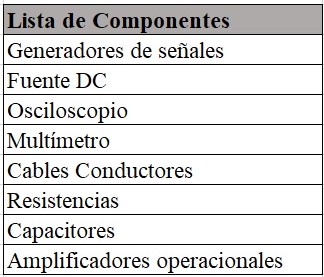 Lista de Componentes
Generadores de señales
Fuente DC
Osciloscopio
Multímetro
Cables Conductores
Resistencias
Capacitores
Amplificadores operacionales